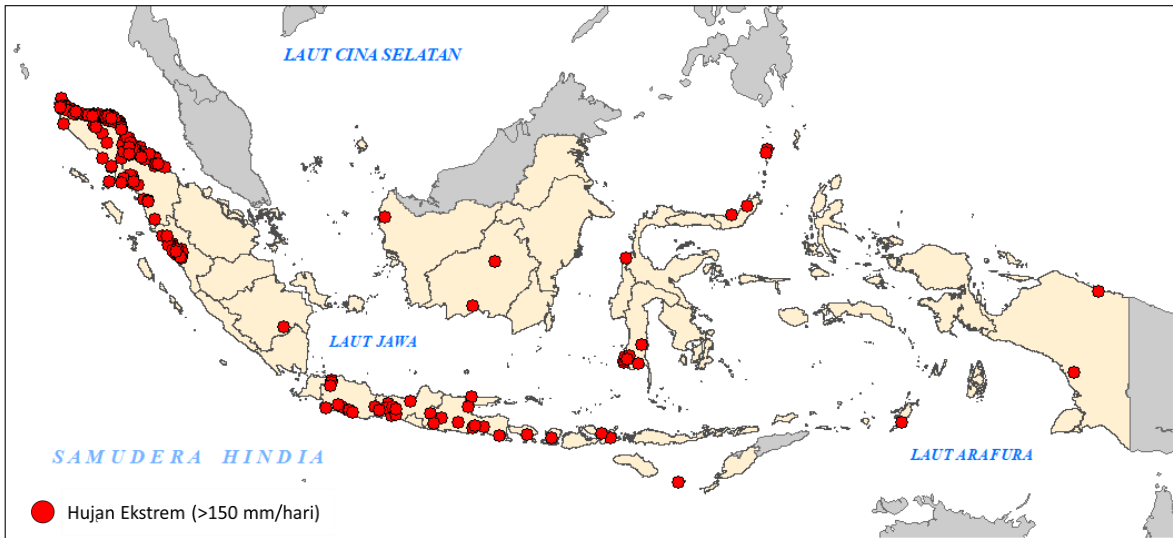 LAUT CINA SELATAN
LAUT JAWA
SAMUDERA HINDIA
LAUT ARAFURA
Hujan Ekstrem (>150 mm/hari)